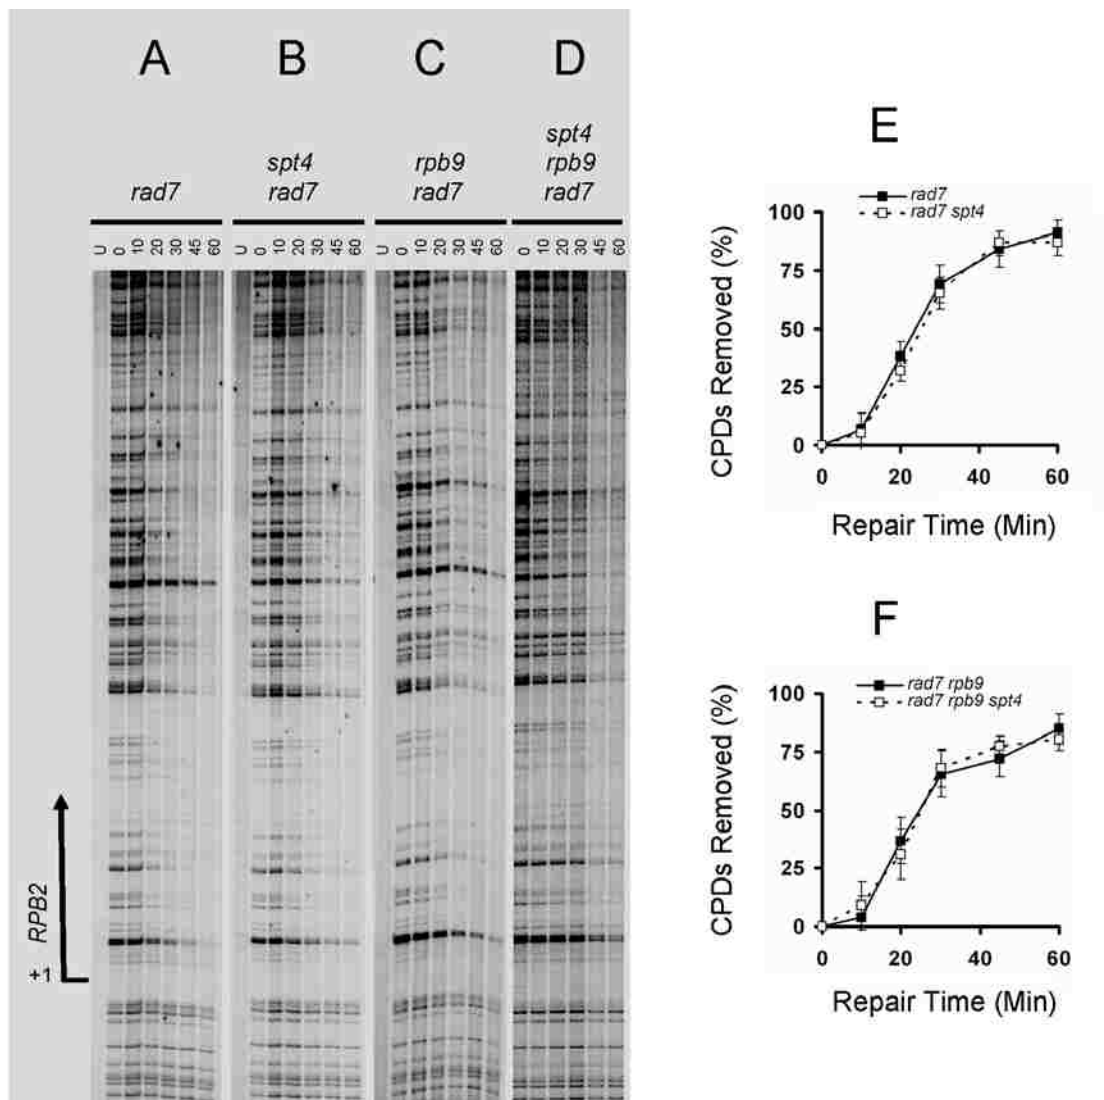 A
B
C
D
rad7
spt4
rad7
rpb9
rad7
spt4
rpb9
rad7
U 0 10 20 30 45 60
U 0 10 20 30 45 60
U 0 10 20 30 45 60
0 10 20 30 45 60
RPB2
+1
E
rad7
rad7 spt4
CPDs Removed (%)
100
75
50
25
0
0 20 40 60
Repair Time (Min)
F
rad7 rpb9
rad7 rpb9 spt4
CPDs Removed (%)
100
75
50
25
0
0 20 40 60
Repair Time (Min)